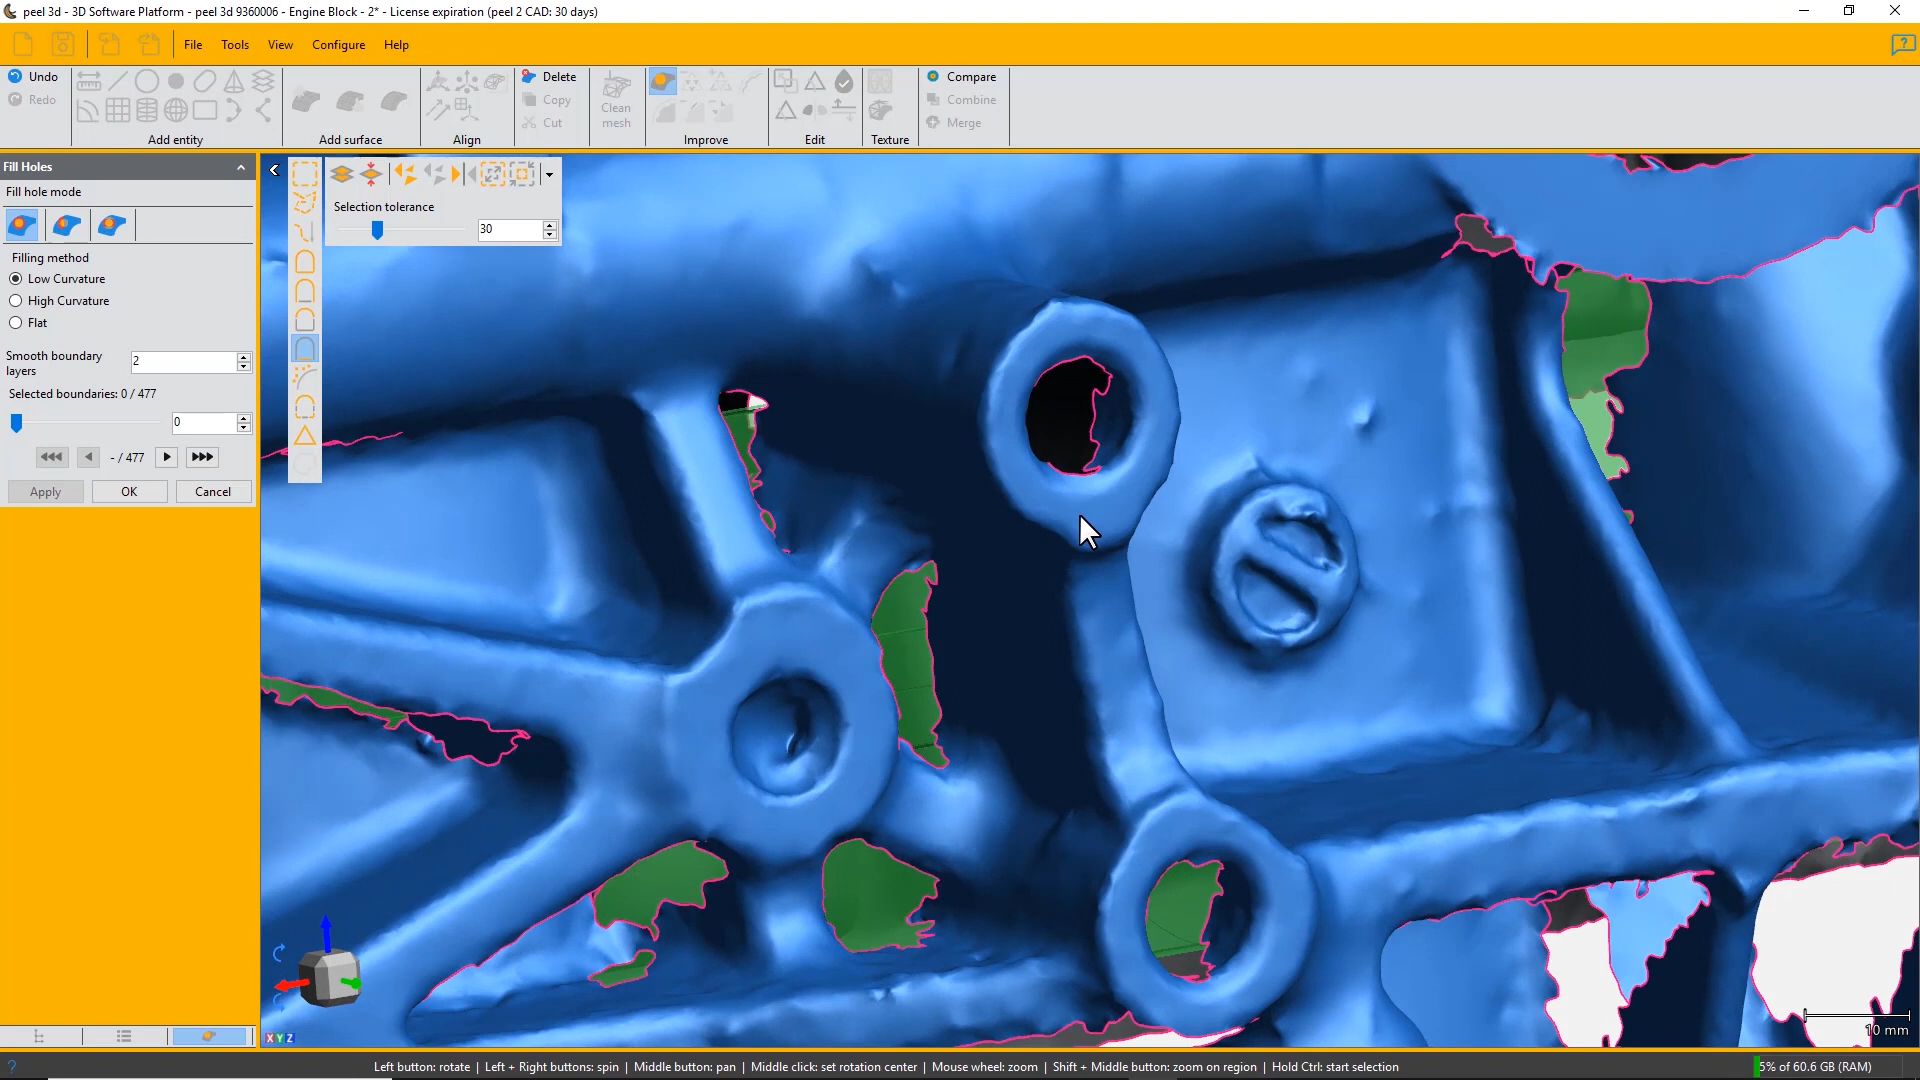 peel 3d - 3D Software Platform - peel 3d 9360006 - Engine Block - 2* - License expiration (peel 2 CAD: 30 days)
File Tools View Configure Help
Undo
Redo
Add entity
Add surface
Align
Delete
Copy
Cut
Clean
mesh
Improve
Edit
Texture
Compare
Combine
Merge
Fill Holes
Fill hole mode
Filling method
Low Curvature
High Curvature
Flat
Smooth boundary
layers
2
Selected boundaries: 0 / 477
0
- / 477
Apply
OK
Cancel
Selection tolerance
30
X Y Z
10 mm
Left button: rotate | Left + Right buttons: spin | Middle button: pan | Middle click: set rotation center | Mouse wheel: zoom | Shift + Middle button: zoom on region | Hold Ctrl: start selection
5% of 60.6 GB (RAM)